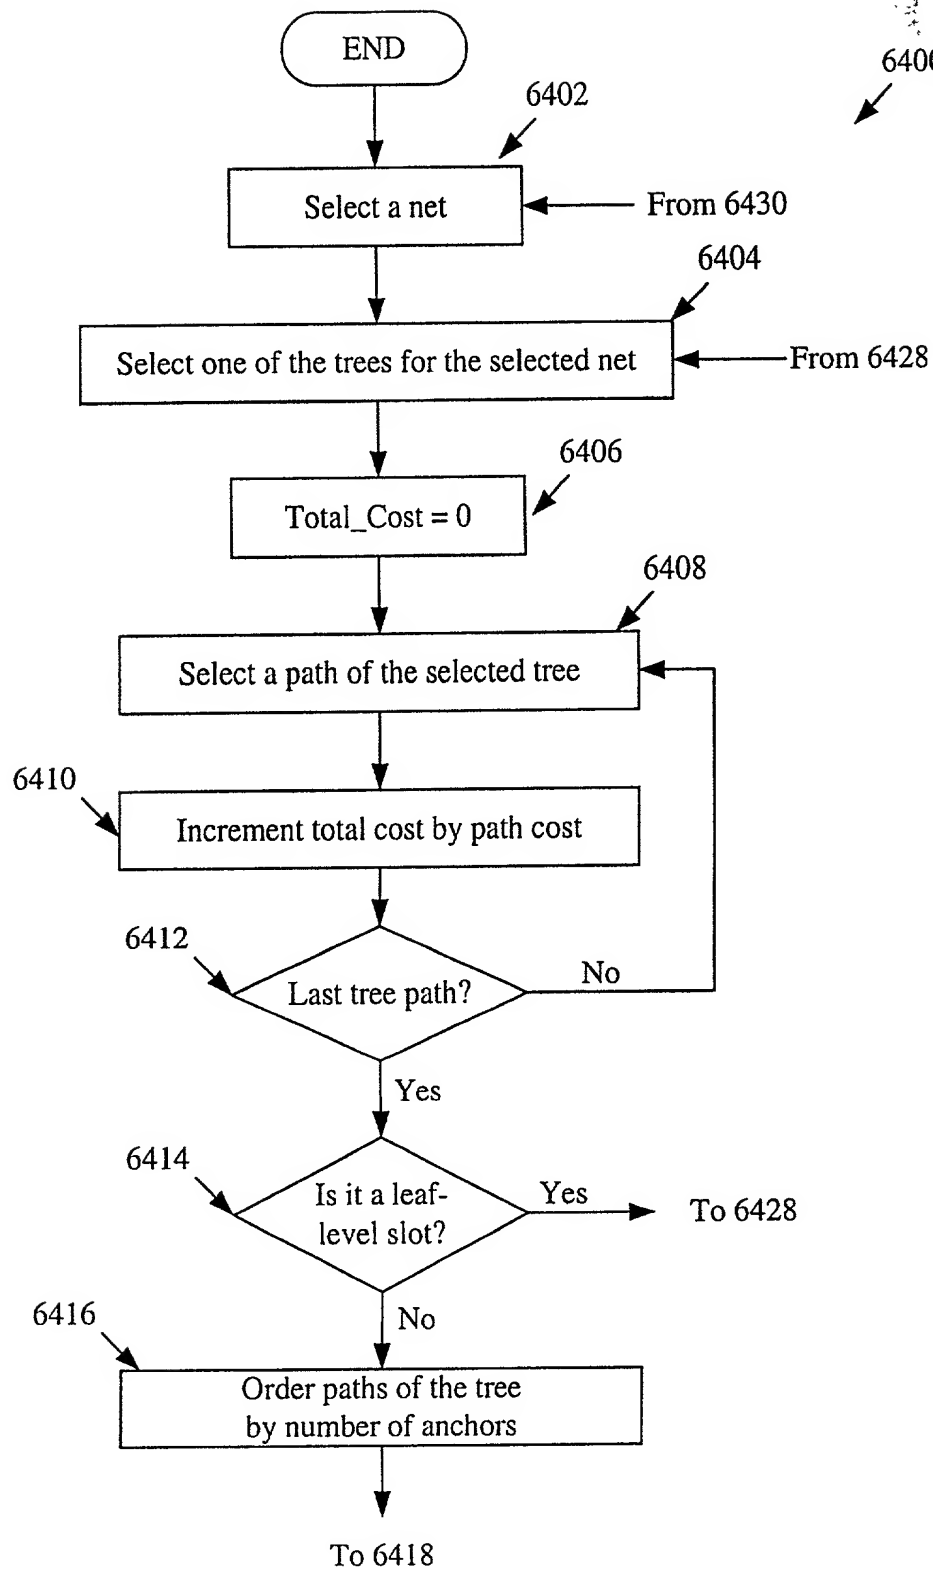 END
6400
6402
Select a net
From 6430
6404
Select one of the trees for the selected net
From 6428
6406
Total_Cost = 0
6408
Select a path of the selected tree
6410
Increment total cost by path cost
6412
Last tree path?
No
Yes
6414
Is it a leaf-
level slot?
Yes
To 6428
No
6416
Order paths of the tree
by number of anchors
To 6418